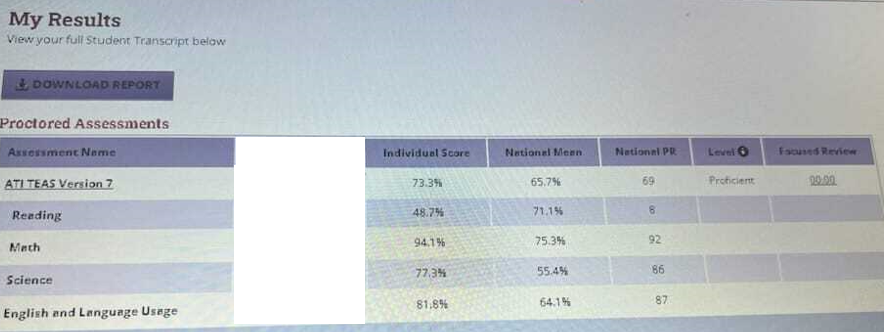 My Results
View your full Student Transcript below
DOWNLOAD REPORT
Proctored Assessments
Assessment Name Individual Score National Mean National PR Level Focused Review
ATI TEAS Version 7 73.3% 65.7% 69 Proficient 00:00
Reading 48.7% 71.1% 8
Math 94.1% 75.3% 92
Science 77.3% 55.4% 86
English and Language Usage 81.8% 64.1% 87